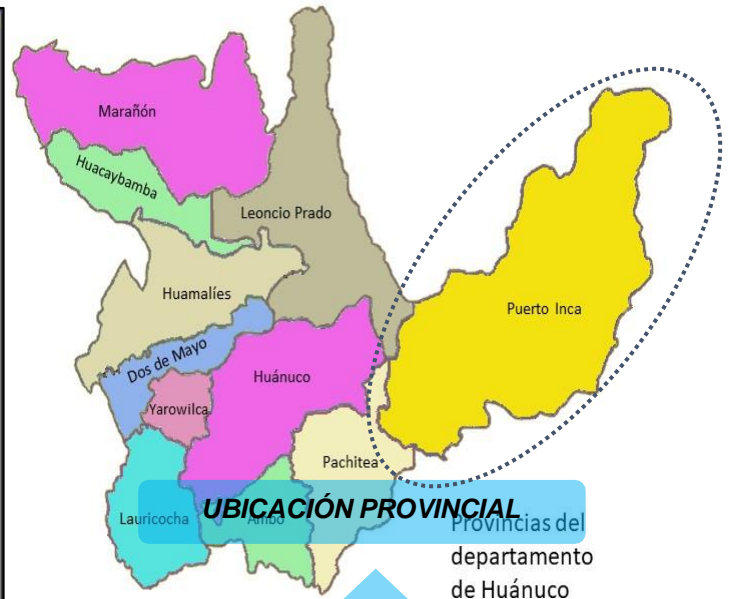 Marañón
Huacaybamba
Leoncio Prado
Huamalíes
Puerto Inca
Dos de Mayo
Huánuco
Yarowilca
Pachitea
UBICACIÓN PROVINCIAL
Lauricocha
Ambo
Provincias del
departamento
de Huánuco